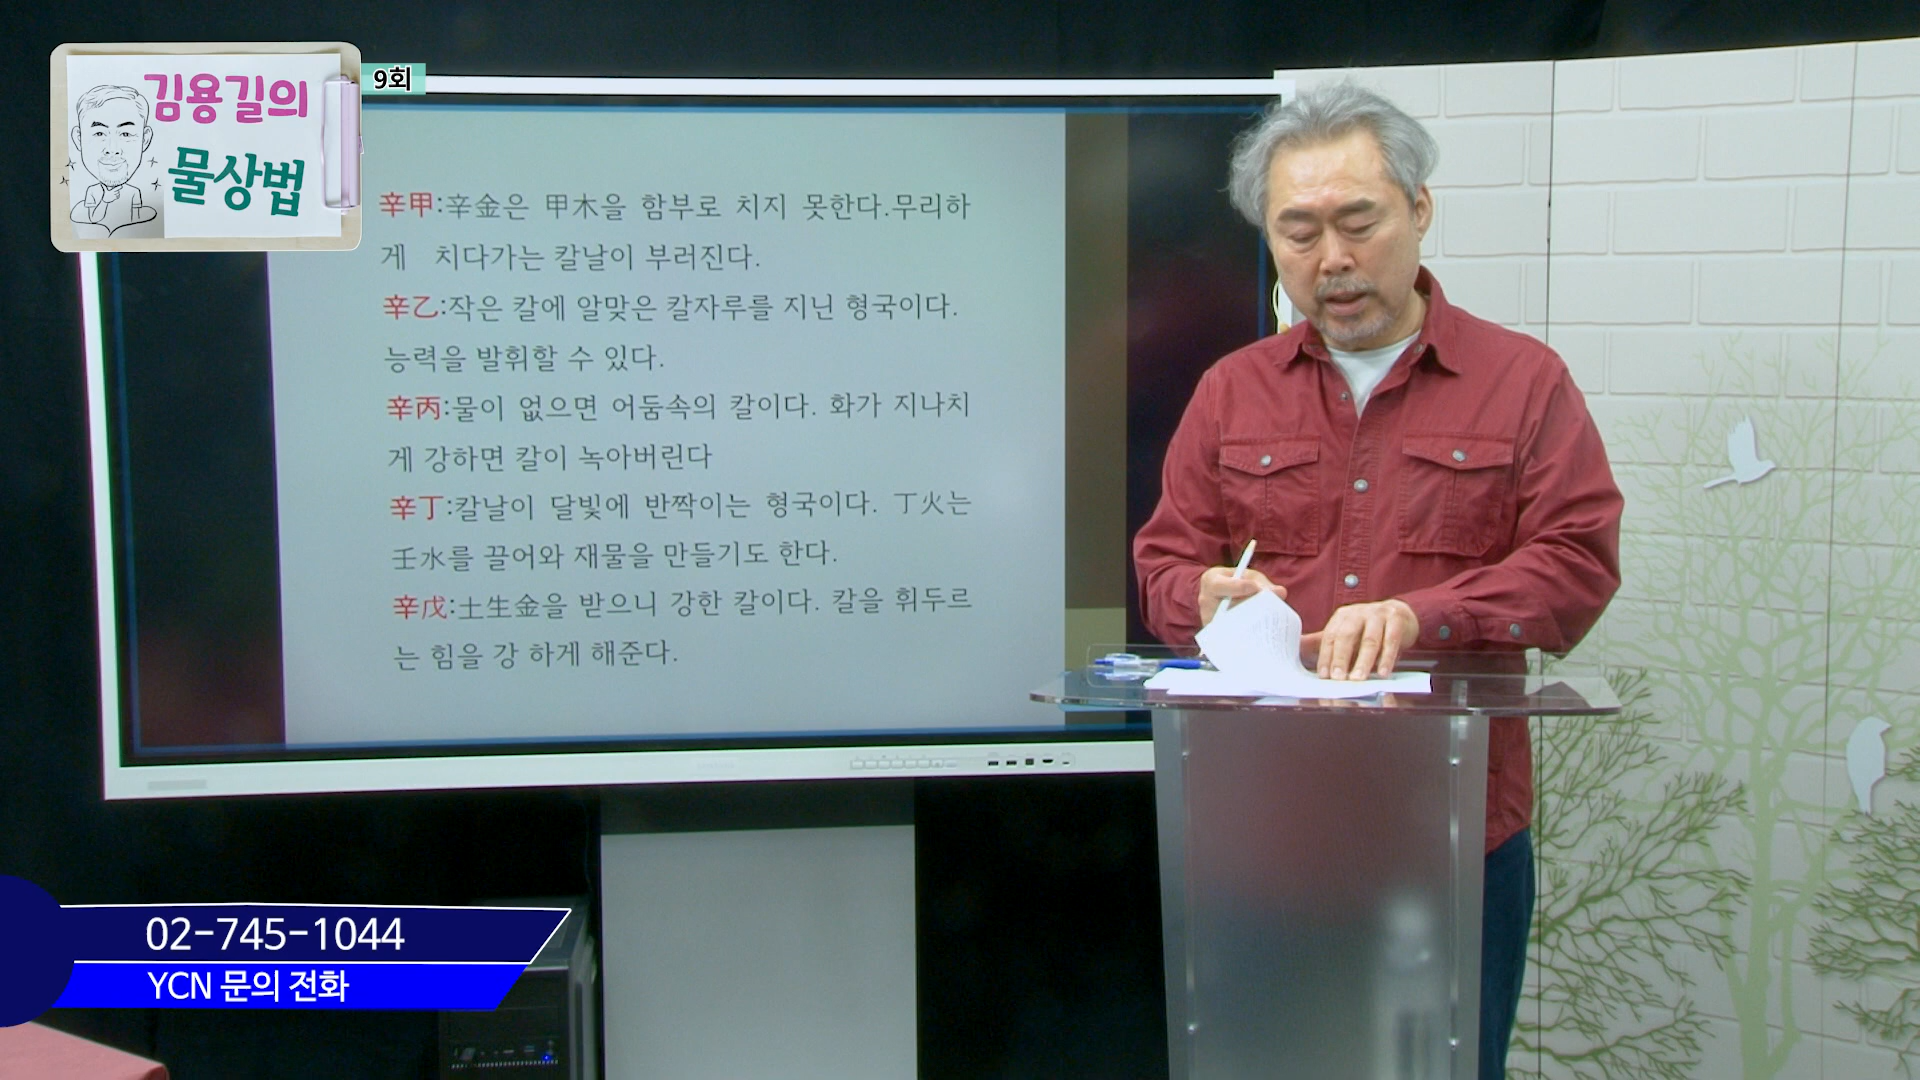 김용길의
물상법
9회
辛甲:辛金은 甲木을 함부로 치지 못한다.무리하
게 치다가는 칼날이 부러진다.
辛乙:작은 칼에 알맞은 칼자루를 지닌 형국이다.
능력을 발휘할 수 있다.
辛丙:물이 없으면 어둠속의 칼이다. 화가 지나치
게 강하면 칼이 녹아버린다
辛丁:칼날이 달빛에 반짝이는 형국이다. 丁火는
壬水를 끌어와 재물을 만들기도 한다.
辛戊:土生金을 받으니 강한 칼이다. 칼을 휘두르
는 힘을 강 하게 해준다.
02-745-1044
YCN 문의 전화